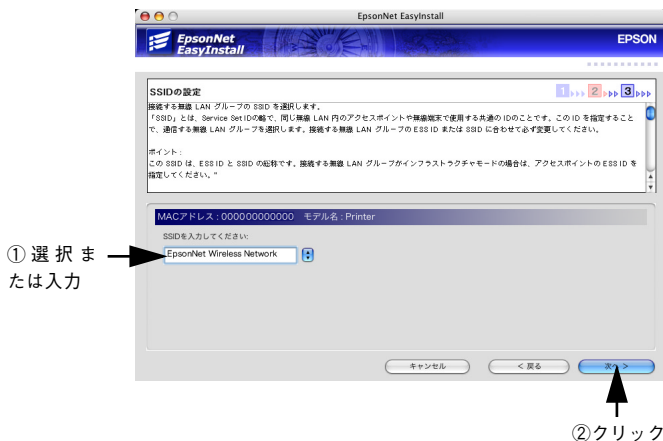 EpsonNet EasyInstall
EpsonNet
EasyInstall
EPSON
SSIDの設定
1 2 3
接続する無線 LAN グループの SSID を選択します。
「SSID」とは、Service Set IDの略で、同じ無線 LAN 内のアクセスポイントや無線端末で使用する共通の IDのことです。この ID を指定すること
で、通信する無線 LAN グループを選択します。接続する無線 LAN グループの ESS ID または SSID に合わせて必ず変更してください。
ポイント:
この SSID は、ESS ID と SSID の総称です。接続する無線 LAN グループがインフラストラクチャモードの場合は、アクセスポイントの ESS ID を
指定してください。"
MACアドレス : 000000000000 モデル名 : Printer
SSIDを入力してください:
EpsonNet Wireless Network
①選択ま
たは入力
キャンセル
< 戻る
次へ >
②クリック